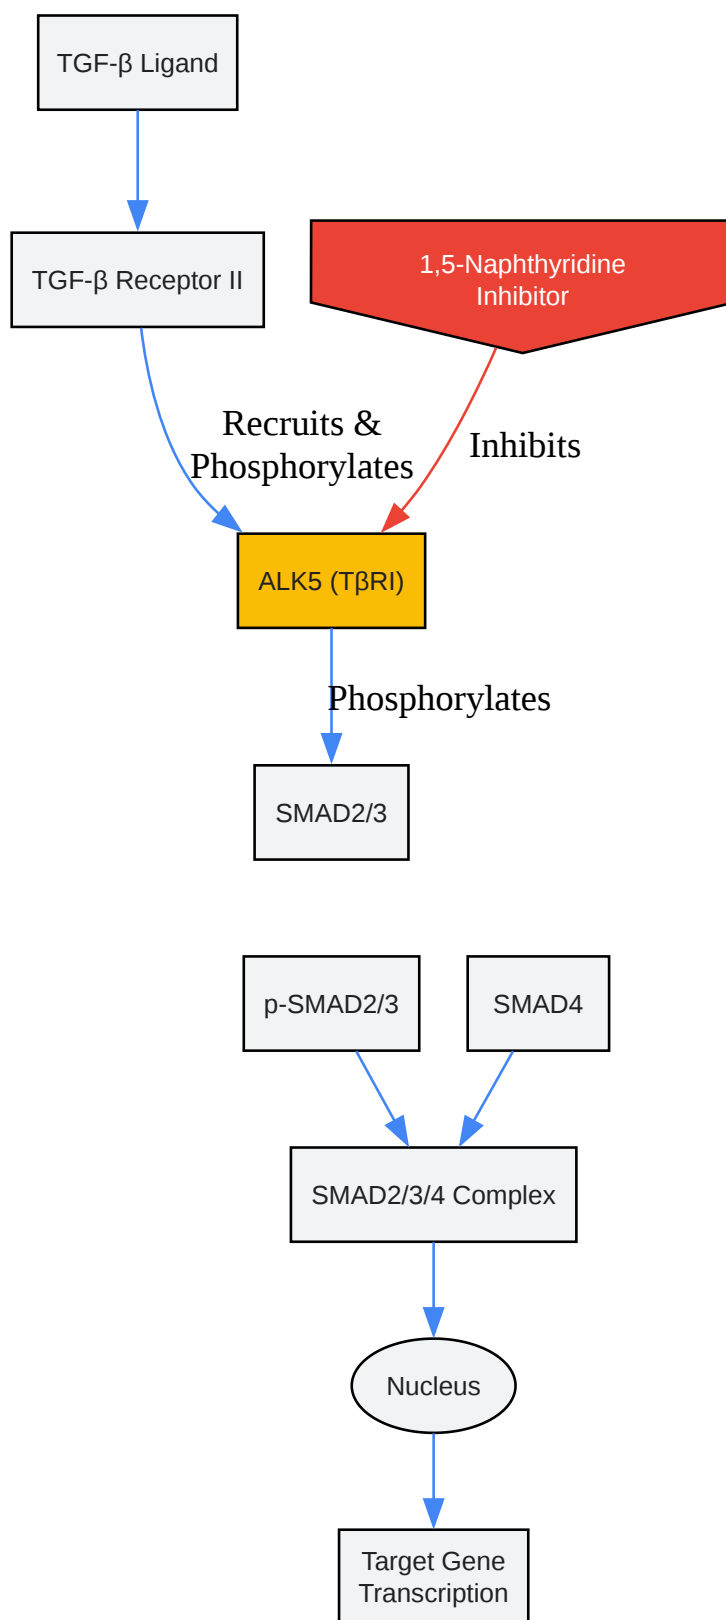 TGF-β Ligand
TGF-β Receptor II
1,5-Naphthyridine
Inhibitor
Recruits &
Phosphorylates
Inhibits
ALK5 (TβRI)
Phosphorylates
SMAD2/3
p-SMAD2/3
SMAD4
SMAD2/3/4 Complex
Nucleus
Target Gene
Transcription